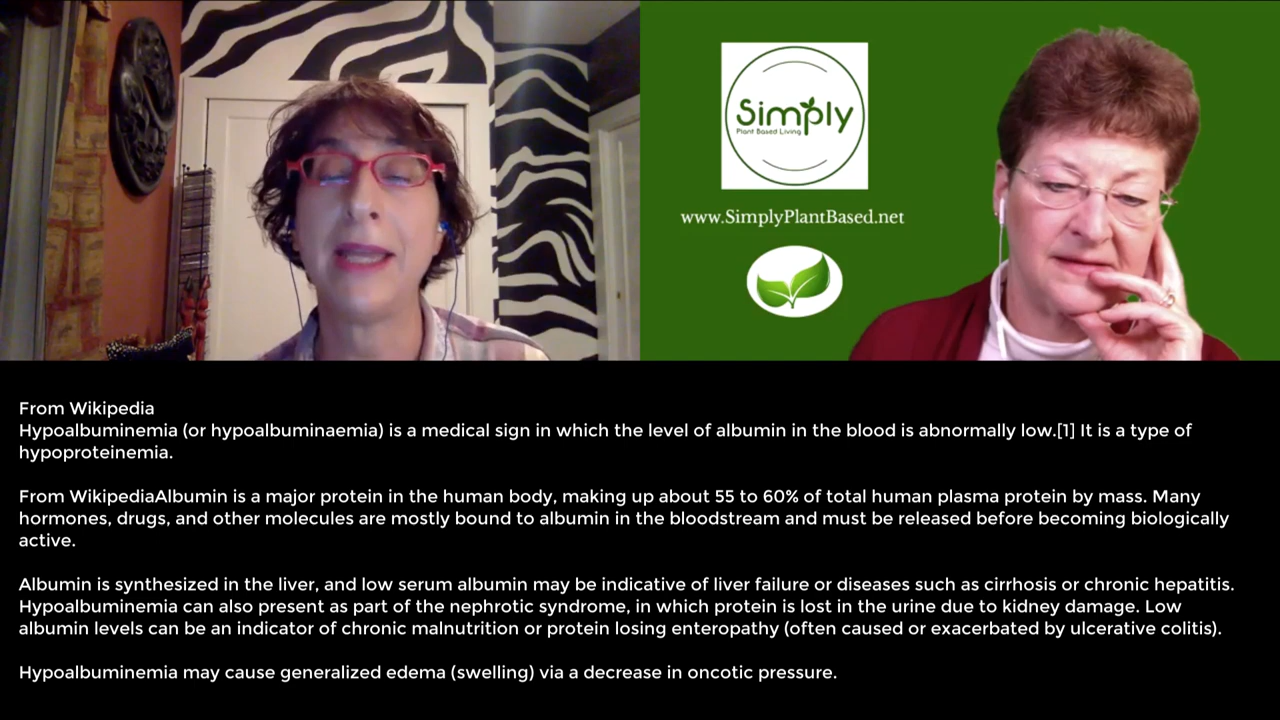 Simply
Plant Based Living
www.SimplyPlantBased.net
From Wikipedia
Hypoalbuminemia (or hypoalbuminaemia) is a medical sign in which the level of albumin in the blood is abnormally low.[1] It is a type of
hypoproteinemia.
From WikipediaAlbumin is a major protein in the human body, making up about 55 to 60% of total human plasma protein by mass. Many
hormones, drugs, and other molecules are mostly bound to albumin in the bloodstream and must be released before becoming biologically
active.
Albumin is synthesized in the liver, and low serum albumin may be indicative of liver failure or diseases such as cirrhosis or chronic hepatitis.
Hypoalbuminemia can also present as part of the nephrotic syndrome, in which protein is lost in the urine due to kidney damage. Low
albumin levels can be an indicator of chronic malnutrition or protein losing enteropathy (often caused or exacerbated by ulcerative colitis).
Hypoalbuminemia may cause generalized edema (swelling) via a decrease in oncotic pressure.